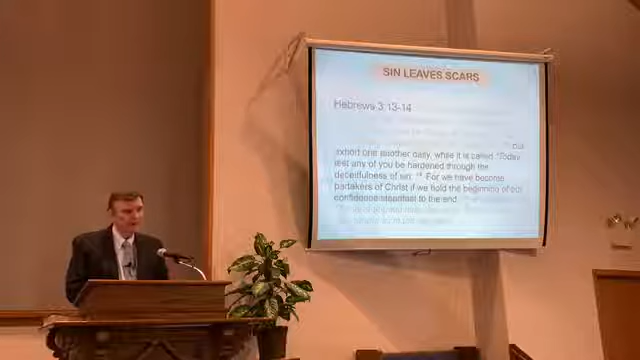 SIN LEAVES SCARS
Hebrews 3:13-14
but
exhort one another daily, while it is called "Today
lest any of you be hardened through the
deceitfulness of sin. 14 For we have become
partakers of Christ if we hold the beginning of our
confidence steadfast to the end.